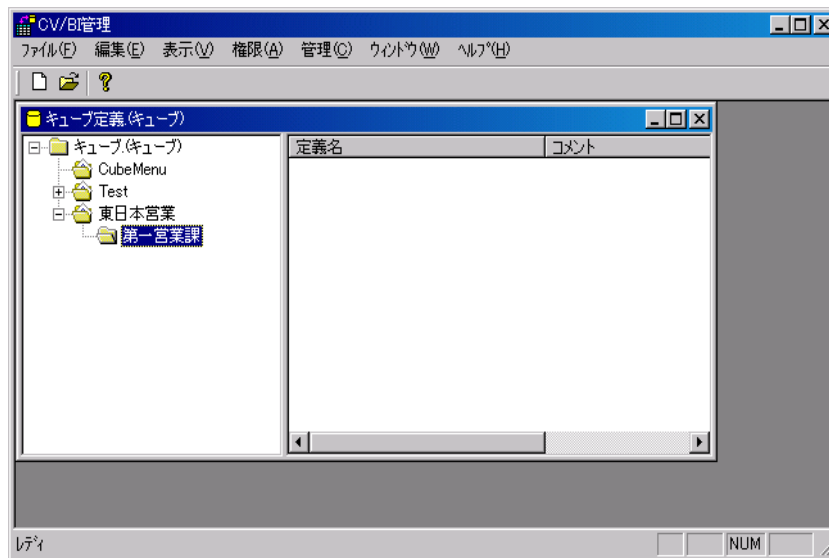 CV/BI管理
ﾌｧｲﾙ(F) 編集(E) 表示(V) 権限(A) 管理(C) ｳｨﾝﾄﾞｳ(W) ﾍﾙﾌﾟ(H)
キューブ定義.(キューブ)
キューブ.(キューブ)
定義名 コメント
CubeMenu
Test
東日本営業
第一営業課
ﾚﾃﾞｨ NUM